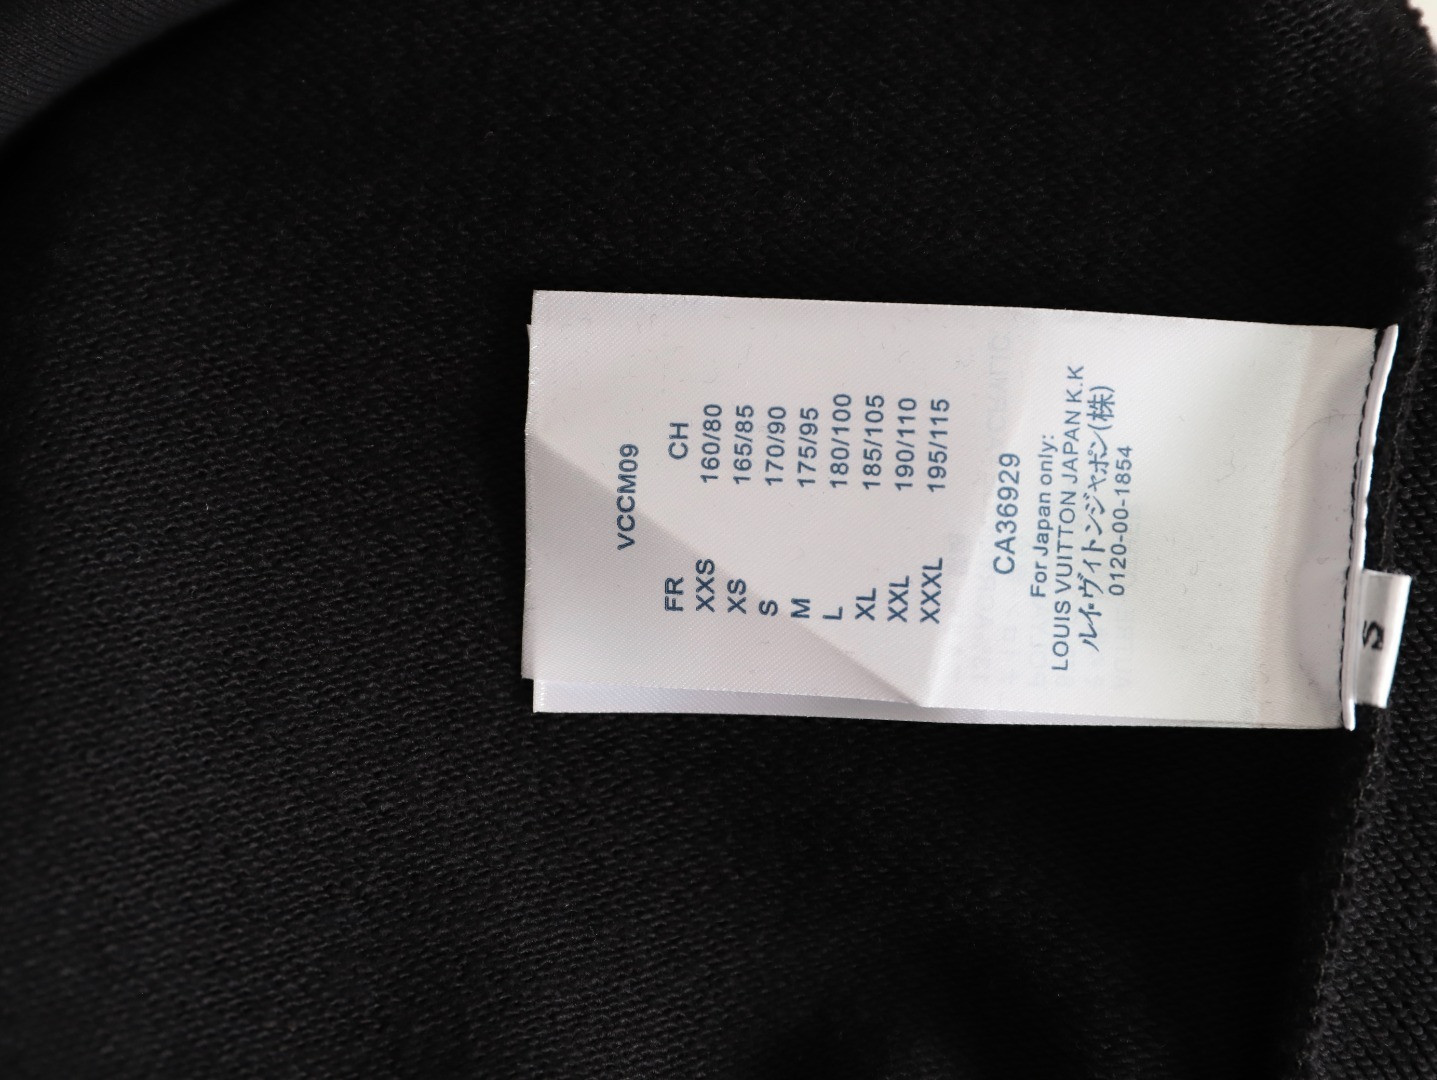 VCCM09
FR CH
XXS 160/80
XS 165/85
S 170/90
M 175/95
L 180/100
XL 185/105
XXL 190/110
XXXL 195/115
CA36929
For Japan only:
LOUIS VUITTON JAPAN K.K
ルイ·ヴィトンジャポン(株)
0120-00-1854
S